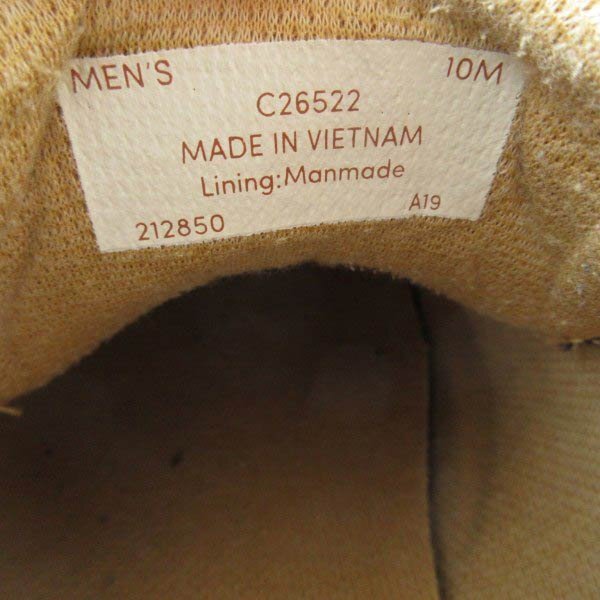 MEN'S 10M
C26522
MADE IN VIETNAM
Lining:Manmade
212850 A19